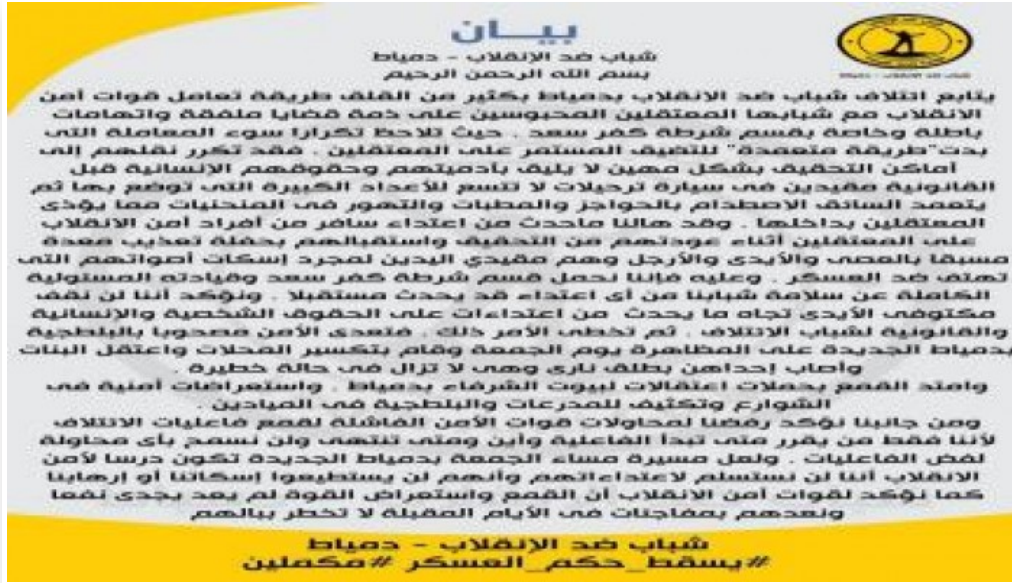 بيـــان
شباب ضد الإنقلاب - دمياط
بسم الله الرحمن الرحيم
يتابع ائتلاف شباب ضد الانقلاب بدمياط بكثير من القلق طريقة تعامل قوات أمن
الانقلاب مع شبابها المعتقلين المحبوسين على ذمة قضايا ملفقة واتهامات
باطلة وخاصة بقسم شرطة كفر سعد . حيث تلاحظ تكرارا سوء المعاملة التى
بدت"طريقة متعمدة" للتضيق المستمر على المعتقلين . فقد تكرر نقلهم إلى
أماكن التحقيق بشكل مهين لا يليق بآدميتهم وحقوقهم الإنسانية قبل
القانونية مقيدين فى سيارة ترحيلات لا تتسع للأعداد الكبيرة التى توضع بها ثم
يتعمد السائق الاصطدام بالحواجز والمطبات والتهور فى المنحنيات مما يؤذى
المعتقلين بداخلها . وقد هالنا ماحدث من اعتداء سافر من أفراد أمن الانقلاب
على المعتقلين أثناء عودتهم من التحقيق واستقبالهم بحفلة تعذيب معدة
مسبقا بالعصى والأيدى والأرجل وهم مقيدي اليدين لمجرد إسكات أصواتهم التى
تهتف ضد العسكر . وعليه فإننا نحمل قسم شرطة كفر سعد وقيادته المسئولية
الكاملة عن سلامة شبابنا من أى اعتداء قد يحدث مستقبلا . ونؤكد أننا لن نقف
مكتوفى الأيدى تجاه ما يحدث من اعتداءات على الحقوق الشخصية والإنسانية
والقانونية لشباب الائتلاف . ثم تخطى الأمر ذلك فتعدى الأمن مصحوبا بالبلطجية
بدمياط الجديدة على المظاهرة يوم الجمعة وقام بتكسير المحلات واعتقل البنات
وأصاب إحداهن بطلق نارى وهى لا تزال فى حالة خطيرة .
وامتد القمع بحملات اعتقالات لبيوت الشرفاء بدمياط . واستعراضات أمنية فى
الشوارع وتكثيف للمدرعات والبلطجية فى الميادين .
ومن جانبنا نؤكد رفضنا لمحاولات قوات الأمن الفاشلة لقمع فاعليات الائتلاف
لأننا فقط من يقرر متى تبدأ الفاعلية وأين ومتى تنتهى ولن نسمح بأى محاولة
لفض الفاعليات . ولعل مسيرة مساء الجمعة بدمياط الجديدة تكون درسا لأمن
الانقلاب أننا لن نستسلم لاعتداءاتهم وأنهم لن يستطيعوا إسكاتنا أو إرهابنا
كما نؤكد لقوات أمن الانقلاب أن القمع واستعراض القوة لم يعد يجدى نفعا
ونعدهم بمفاجئات فى الأيام المقبلة لا تخطر ببالهم
شباب ضد الإنقلاب - دمياط
#يسقط_حكم_العسكر #مكملين